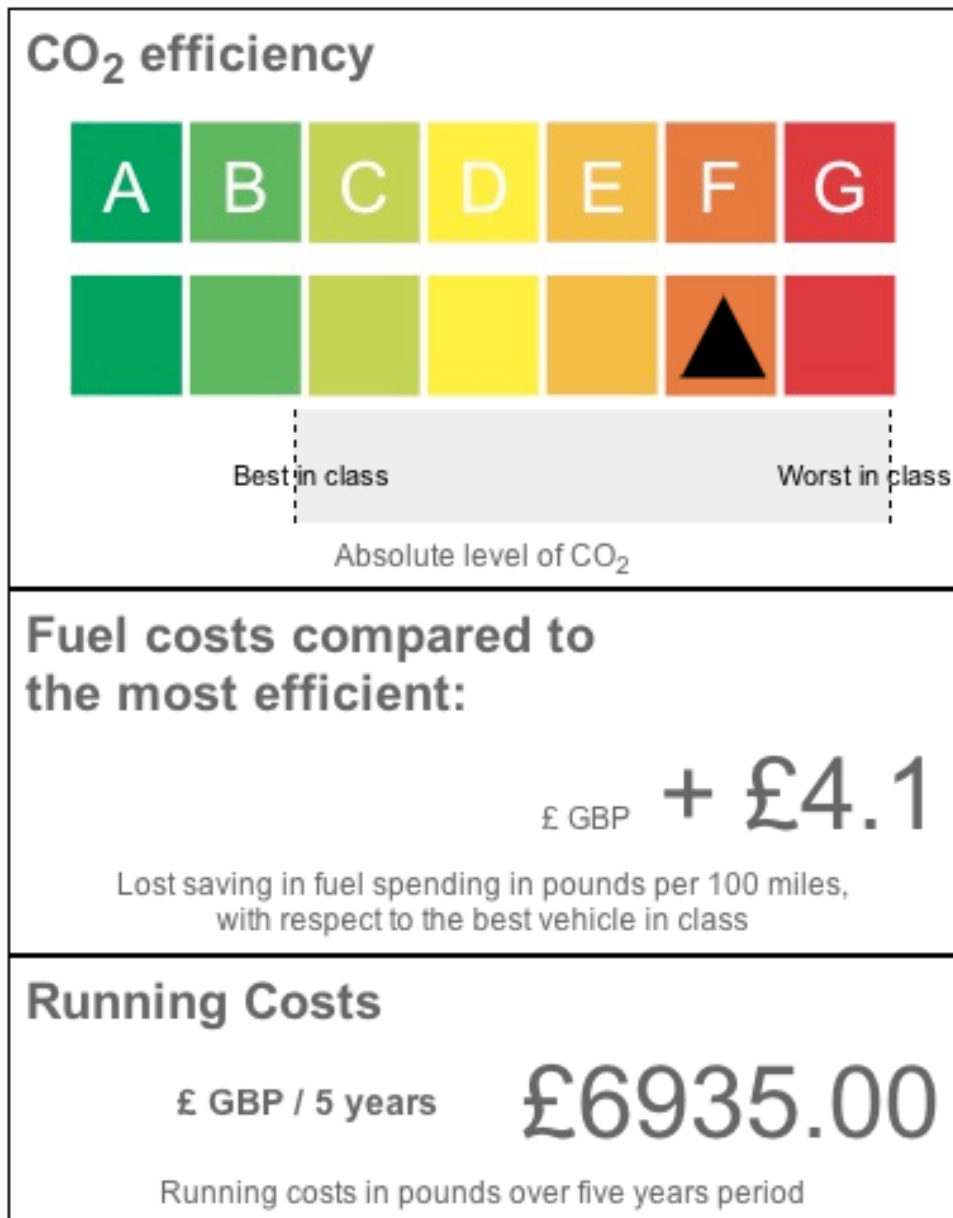 CO₂ efficiency
A B C D E F G
Best in class Worst in class
Absolute level of CO₂
Fuel costs compared to
the most efficient:
£ GBP + £4.1
Lost saving in fuel spending in pounds per 100 miles,
with respect to the best vehicle in class
Running Costs
£ GBP / 5 years £6935.00
Running costs in pounds over five years period